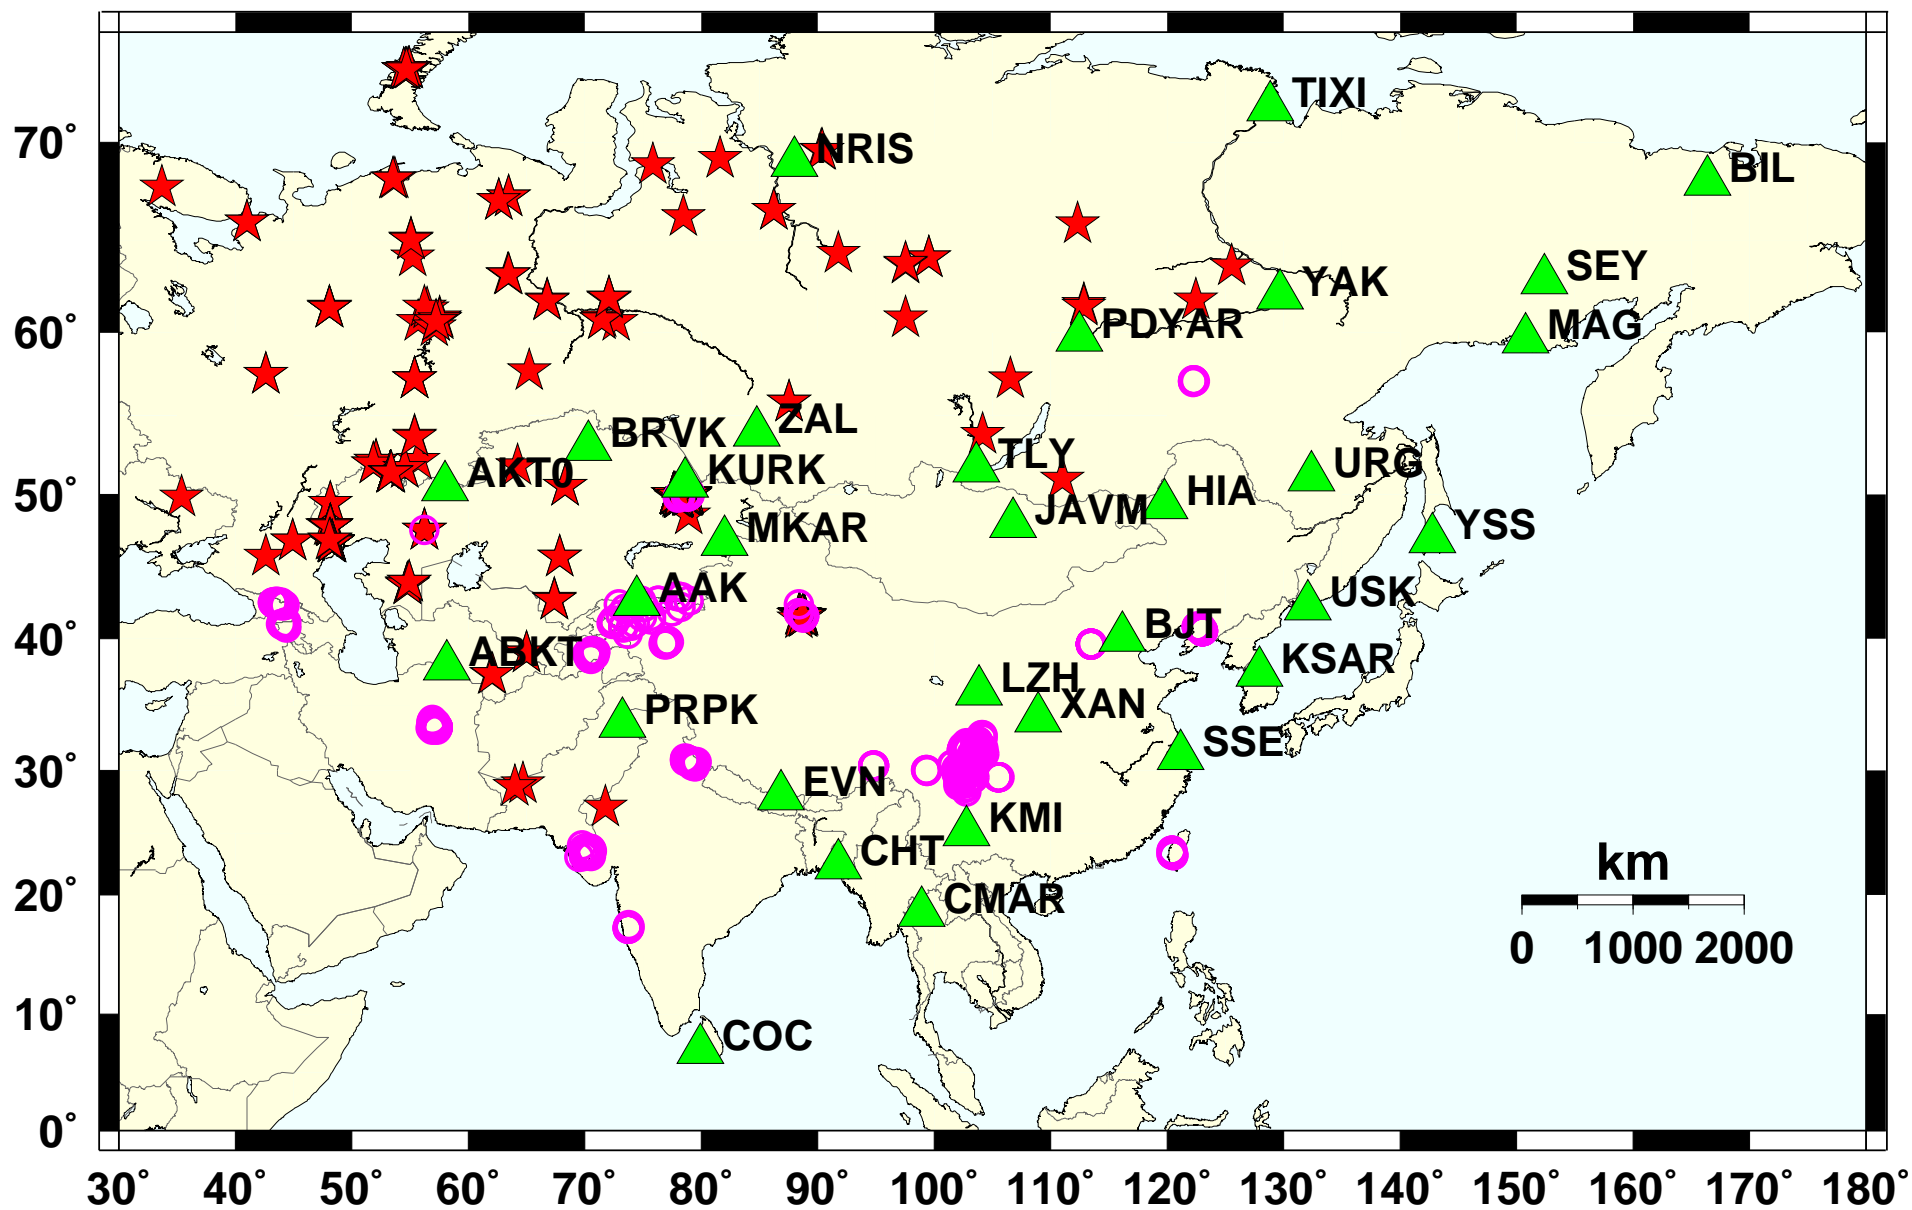 TIXI
70°
NRIS
BIL
SEY
YAK
60°
PDYAR
MAG
ZAL
BRVK
TLY
URG
AKT0
KURK
50°
HIA
JAVM
YSS
MKAR
AAK
USK
40°
BJT
ABKT
KSAR
LZH
XAN
PRPK
SSE
30°
EVN
KMI
CHT
km
20°
CMAR
0 1000 2000
10°
COC
0°
30° 40° 50° 60° 70° 80° 90° 100° 110° 120° 130° 140° 150° 160° 170° 180°